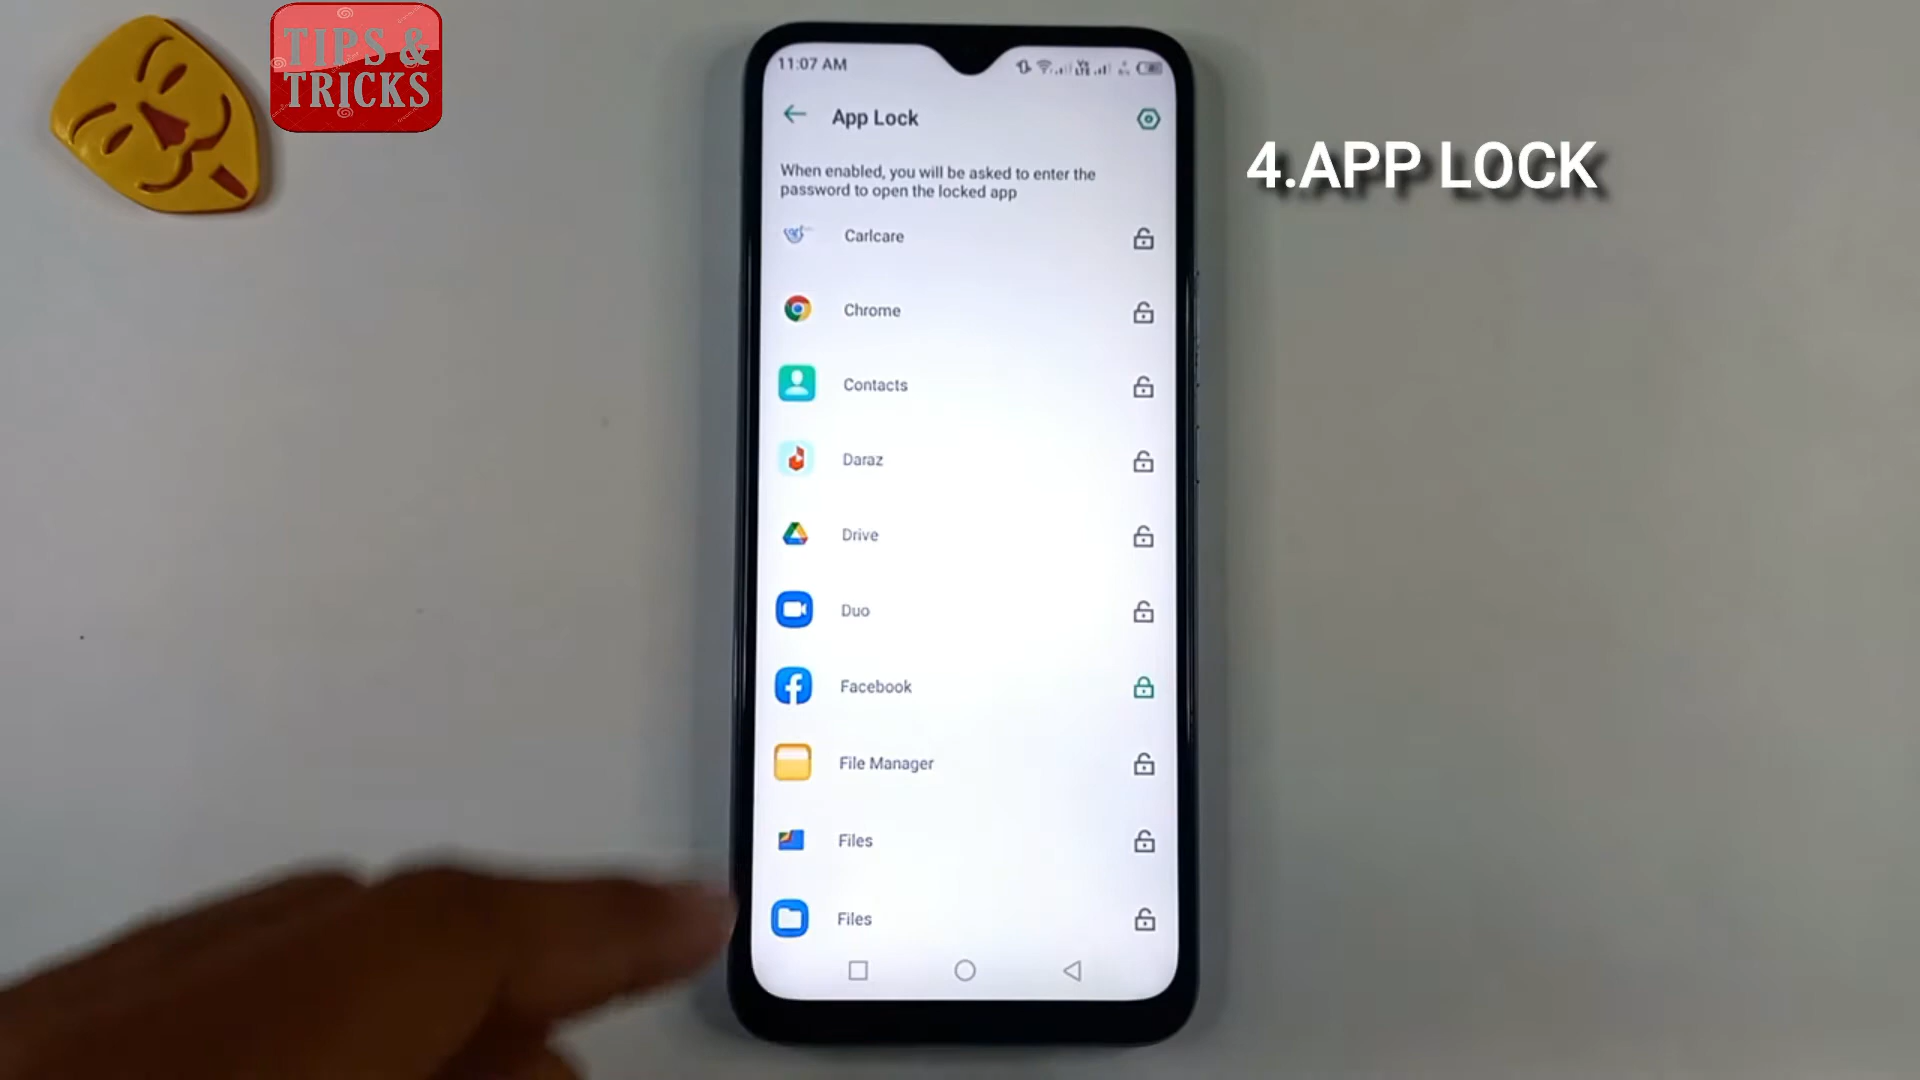 TIPS &
TRICKS
11:07 AM
App Lock
4.APP LOCK
When enabled, you will be asked to enter the
password to open the locked app
Carlcare
Chrome
Contacts
Daraz
Drive
Duo
Facebook
File Manager
Files
Files